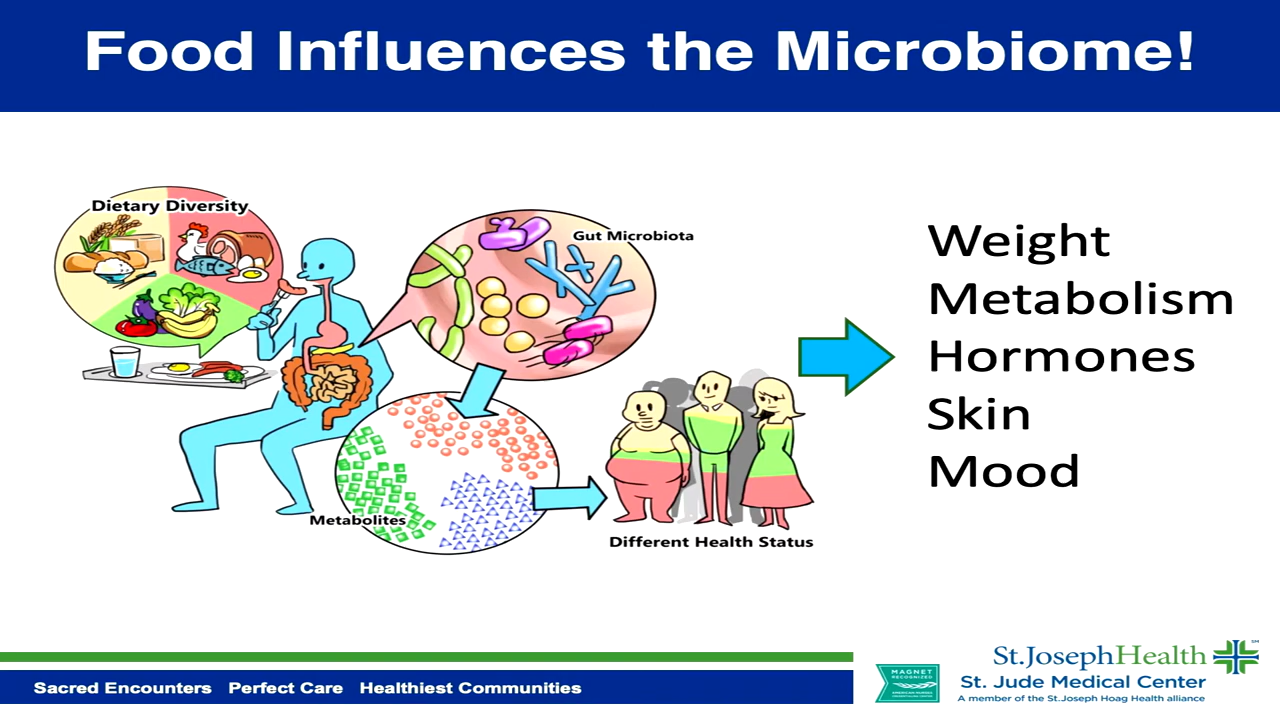 Food Influences the Microbiome!
Dietary Diversity
Gut Microbiota
Metabolites
Different Health Status
Weight
Metabolism
Hormones
Skin
Mood
Sacred Encounters Perfect Care Healthiest Communities
MAGNET
RECOGNIZED
St.JosephHealth
SM
St. Jude Medical Center
A member of the St.Joseph Hoag Health alliance